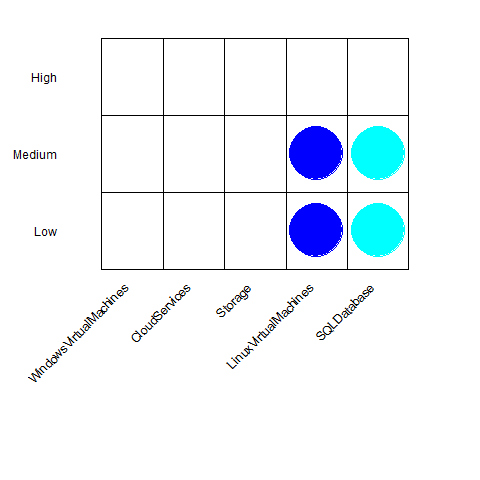 High
Medium
Low
WindowsVirtualMachines
CloudServices
Storage
LinuxVirtualMachines
SQLDatabase